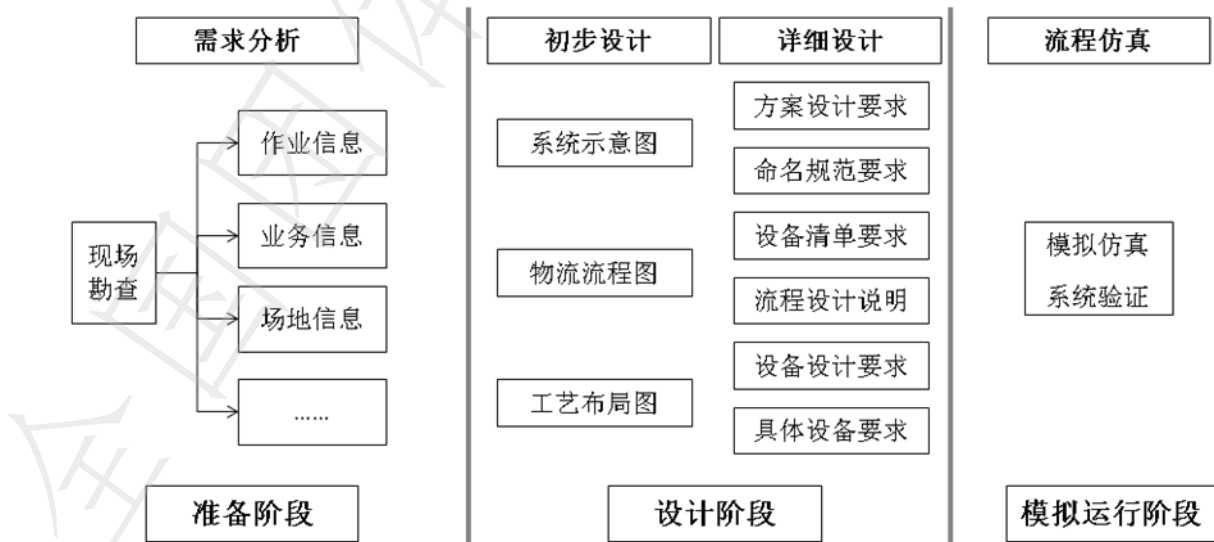 需求分析
初步设计
详细设计
流程仿真
现场
勘查
作业信息
业务信息
场地信息
……
系统示意图
物流流程图
工艺布局图
方案设计要求
命名规范要求
设备清单要求
流程设计说明
设备设计要求
具体设备要求
模拟仿真
系统验证
准备阶段
设计阶段
模拟运行阶段
全国团体